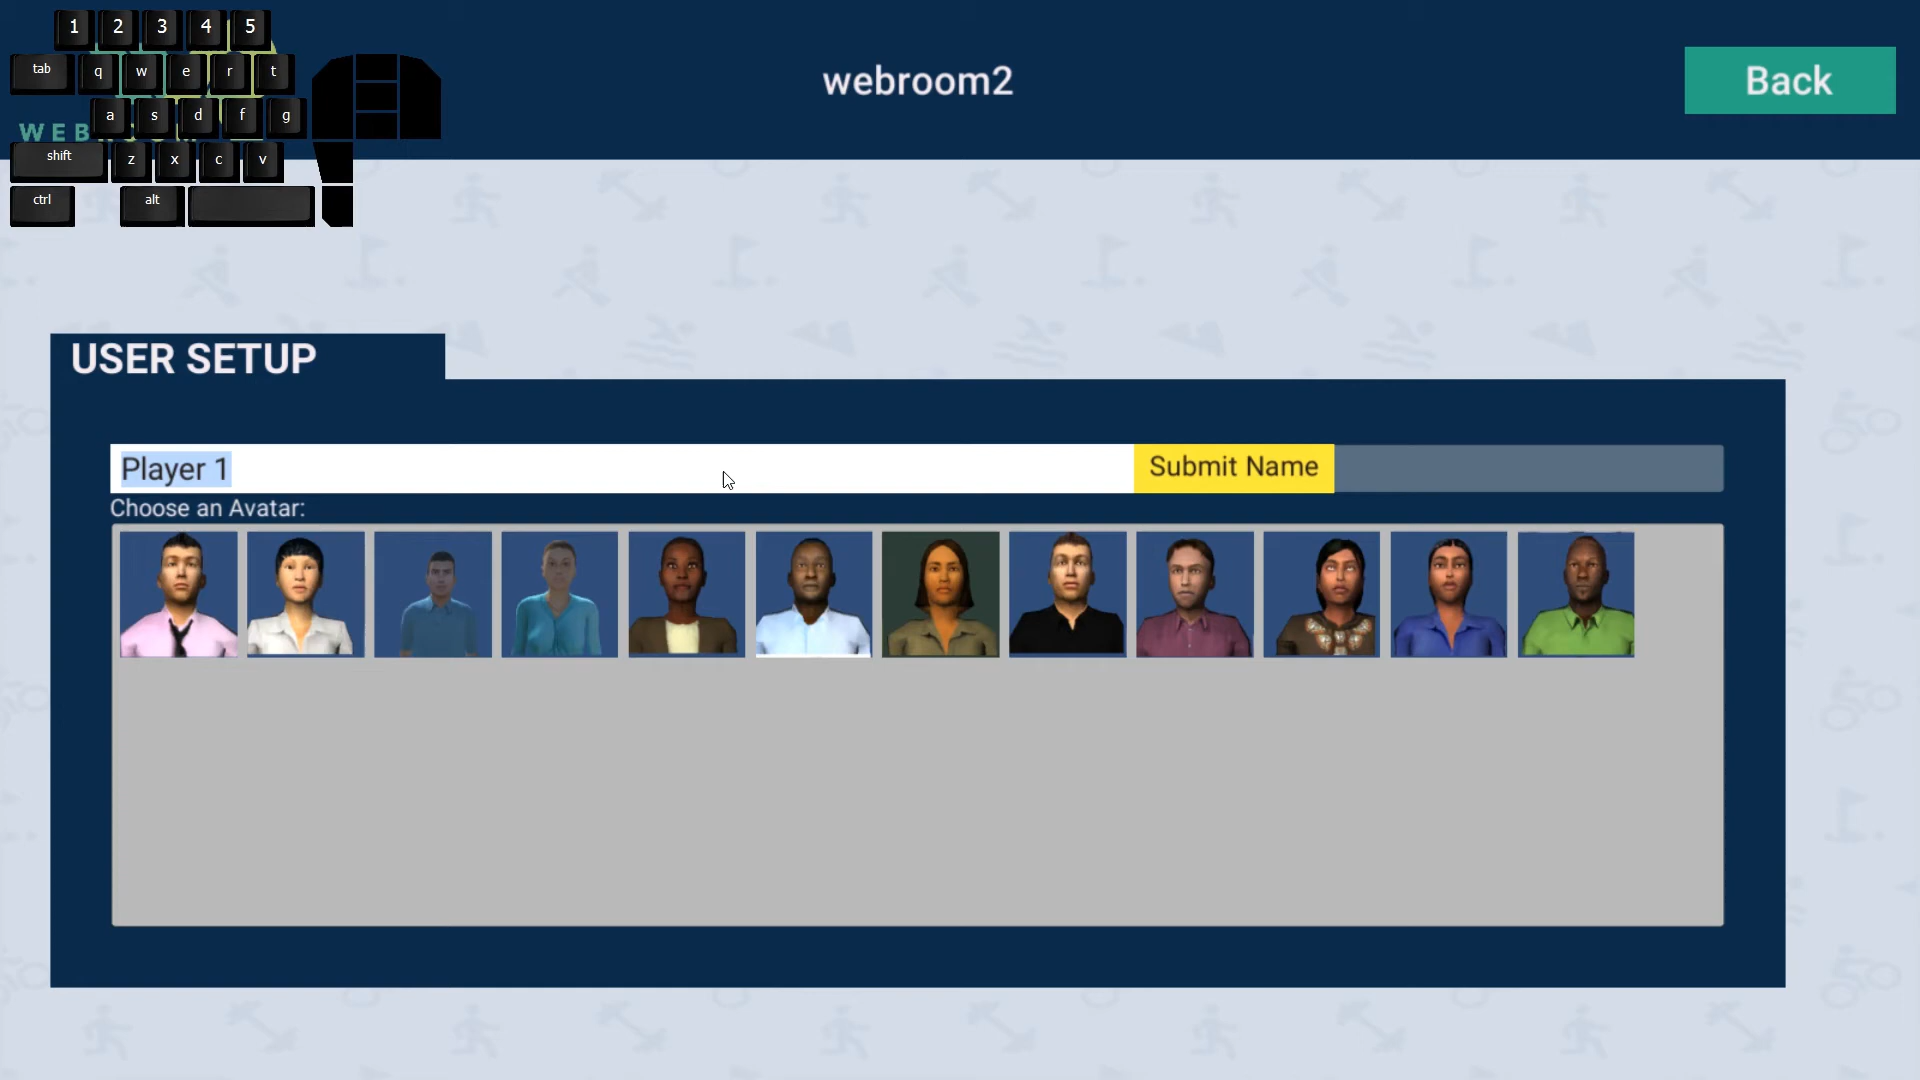 1 2 3 4 5
tab q w e r t
a s d f g
shift z x c v
ctrl alt
webroom2
Back
USER SETUP
Player 1
Submit Name
Choose an Avatar: